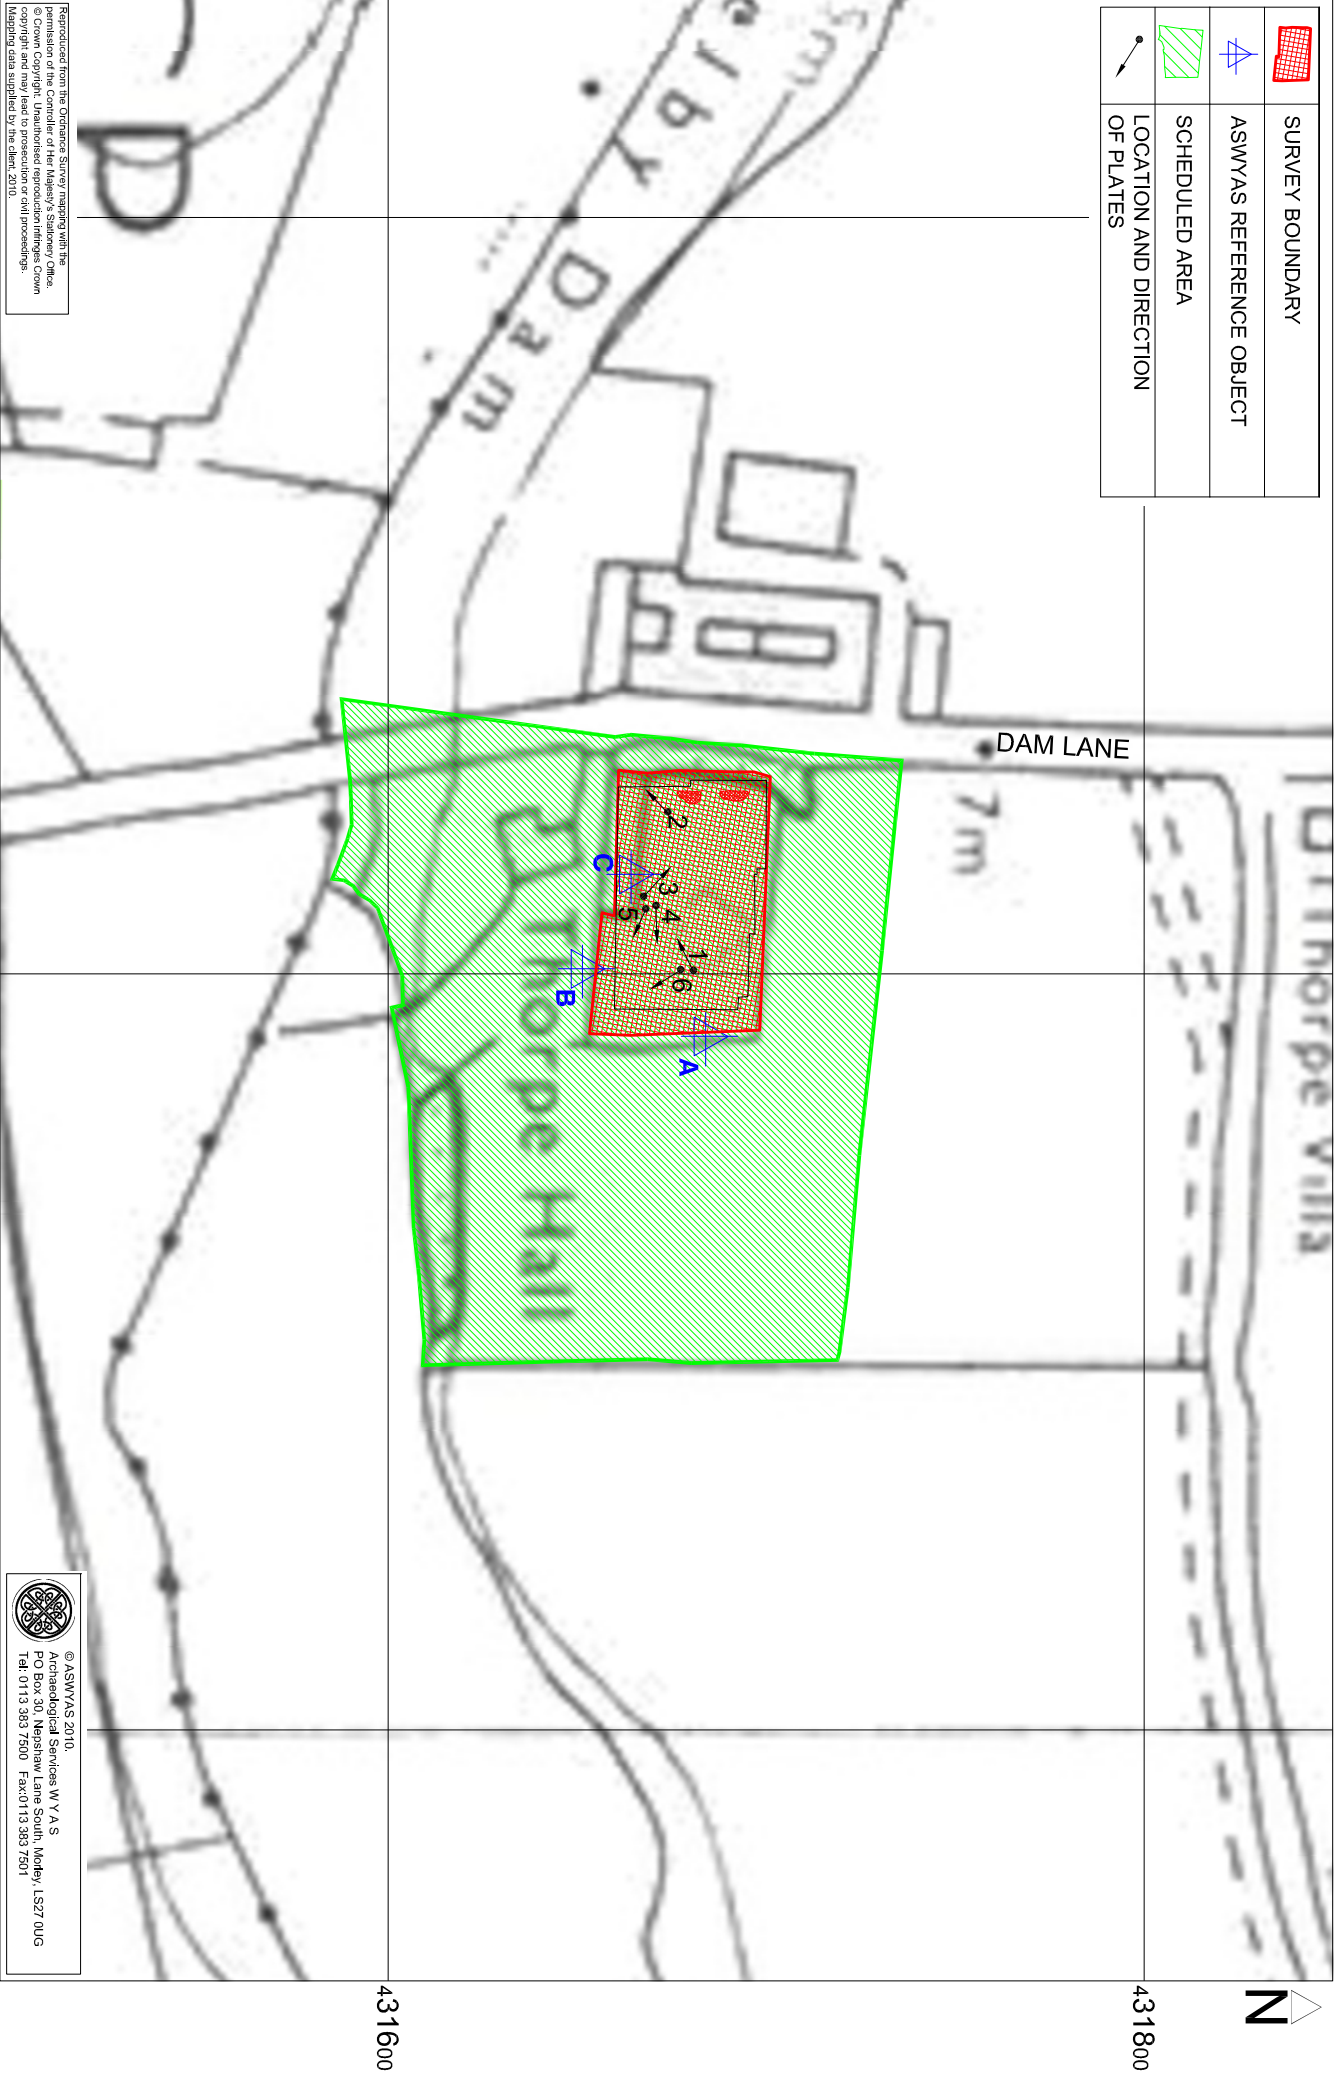 SURVEY BOUNDARY
ASWYAS REFERENCE OBJECT
SCHEDULED AREA
LOCATION AND DIRECTION
OF PLATES
Dam
5m
DAM LANE
7m
Thorpe Villa
Thorpe Hall
2
3
4
5
1
6
C
B
A
Reproduced from the Ordnance Survey mapping with the
permission of the Controller of Her Majesty's Stationery Office.
© Crown Copyright. Unauthorised reproduction infringes Crown
copyright and may lead to prosecution or civil proceedings.
Mapping data supplied by the client, 2010.
© ASWYAS 2010.
Archaeological Services W Y A S
PO Box 30, Nepshaw Lane South, Morley, LS27 0UG
Tel: 0113 383 7500 Fax:0113 383 7501
431600
431800
N